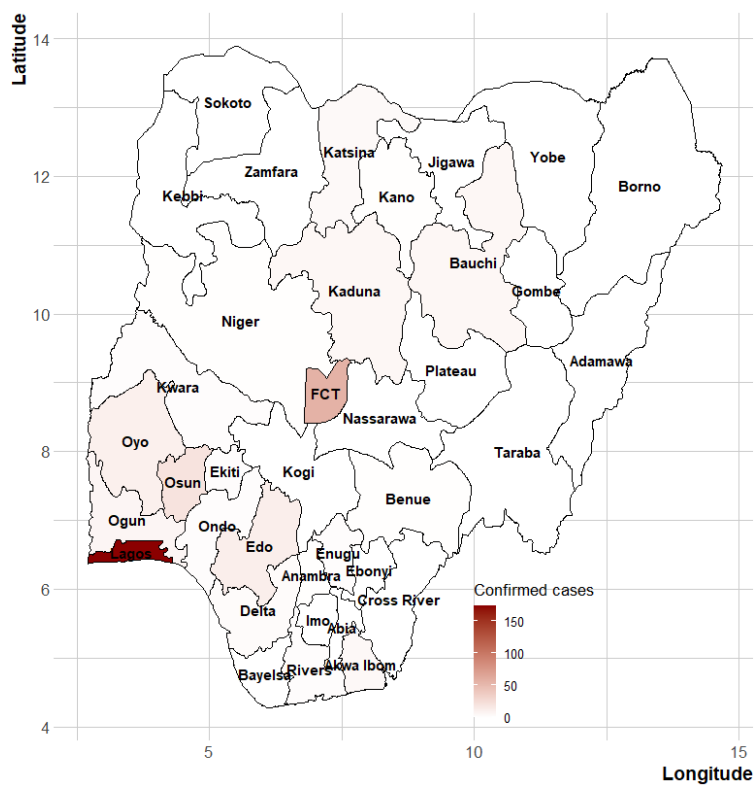 Latitude
14
12
10
8
6
4
Sokoto
Katsina
Jigawa
Yobe
Zamfara
Borno
Kebbi
Kano
Bauchi
Kaduna
Gombe
Niger
Adamawa
Plateau
Kwara
FCT
Nassarawa
Oyo
Taraba
Osun
Ekiti
Kogi
Benue
Ogun
Ondo
Edo
Lagos
Enugu
Anambra
Ebonyi
Cross River
Delta
Imo
Abia
Bayelsa
Rivers
Akwa Ibom
Confirmed cases
150
100
50
0
5
10
15
Longitude